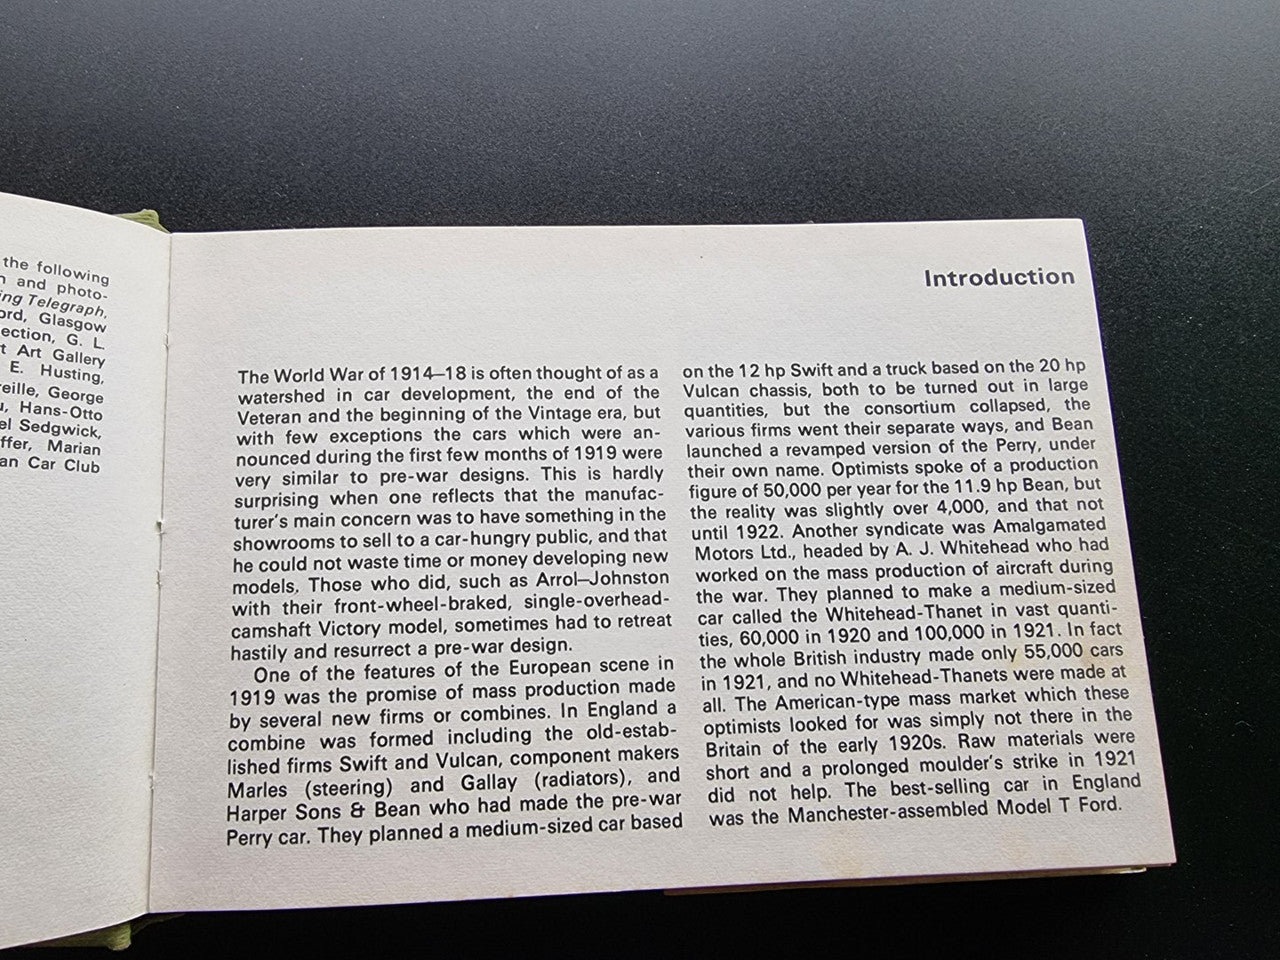 the following
and photo-
ing Telegraph,
ord, Glasgow
ection, G. L.
t Art Gallery
E. Husting,
eille, George
u, Hans-Otto
el Sedgwick,
ffer, Marian
an Car Club
Introduction
The World War of 1914–18 is often thought of as a
watershed in car development, the end of the
Veteran and the beginning of the Vintage era, but
with few exceptions the cars which were an-
nounced during the first few months of 1919 were
very similar to pre-war designs. This is hardly
surprising when one reflects that the manufac-
turer's main concern was to have something in the
showrooms to sell to a car-hungry public, and that
he could not waste time or money developing new
models. Those who did, such as Arrol–Johnston
with their front-wheel-braked, single-overhead-
camshaft Victory model, sometimes had to retreat
hastily and resurrect a pre-war design.
One of the features of the European scene in
1919 was the promise of mass production made
by several new firms or combines. In England a
combine was formed including the old-estab-
lished firms Swift and Vulcan, component makers
Marles (steering) and Gallay (radiators), and
Harper Sons & Bean who had made the pre-war
Perry car. They planned a medium-sized car based
on the 12 hp Swift and a truck based on the 20 hp
Vulcan chassis, both to be turned out in large
quantities, but the consortium collapsed, the
various firms went their separate ways, and Bean
launched a revamped version of the Perry, under
their own name. Optimists spoke of a production
figure of 50,000 per year for the 11.9 hp Bean, but
the reality was slightly over 4,000, and that not
until 1922. Another syndicate was Amalgamated
Motors Ltd., headed by A. J. Whitehead who had
worked on the mass production of aircraft during
the war. They planned to make a medium-sized
car called the Whitehead-Thanet in vast quanti-
ties, 60,000 in 1920 and 100,000 in 1921. In fact
the whole British industry made only 55,000 cars
in 1921, and no Whitehead-Thanets were made at
all. The American-type mass market which these
optimists looked for was simply not there in the
Britain of the early 1920s. Raw materials were
short and a prolonged moulder's strike in 1921
did not help. The best-selling car in England
was the Manchester-assembled Model T Ford.